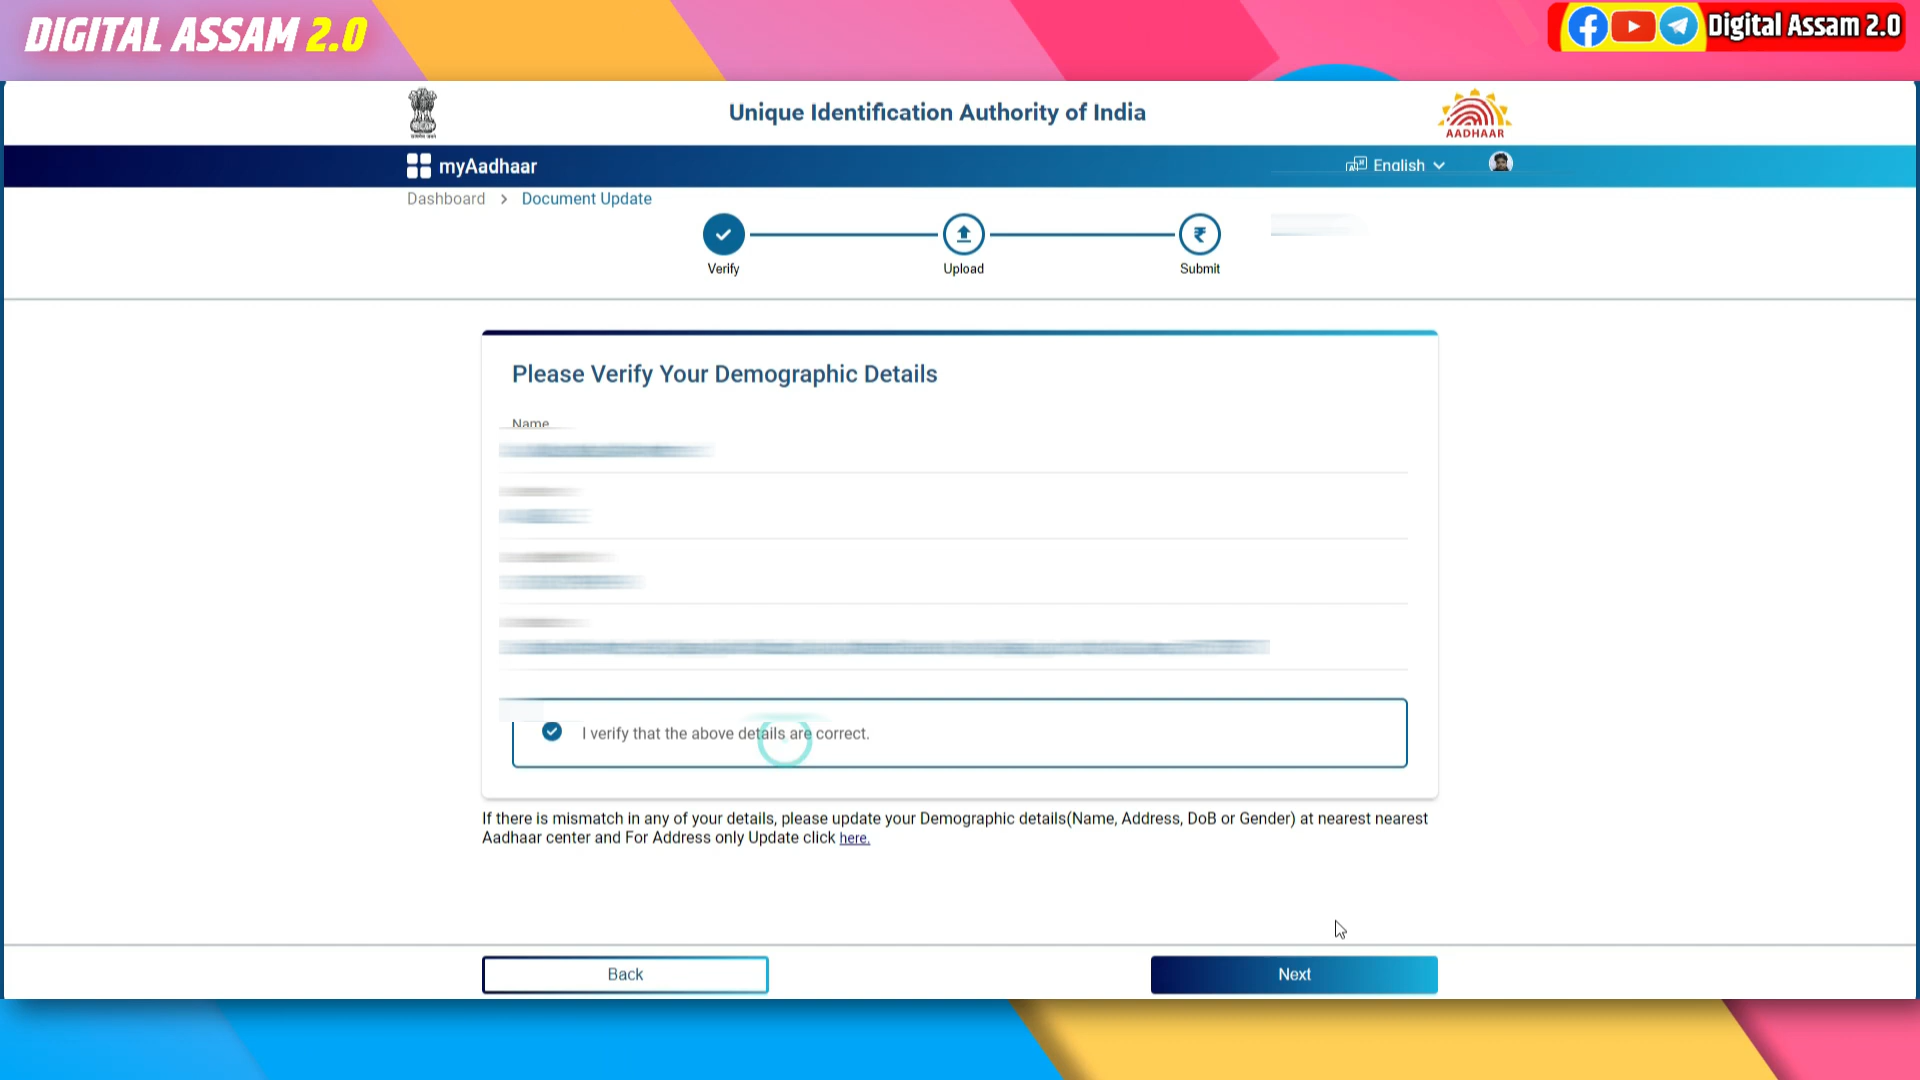 DIGITAL ASSAM 2.0
Digital Assam 2.0
Unique Identification Authority of India
AADHAAR
myAadhaar
English
Dashboard > Document Update
Verify
Upload
Submit
Please Verify Your Demographic Details
Name
I verify that the above details are correct.
If there is mismatch in any of your details, please update your Demographic details(Name, Address, DoB or Gender) at nearest nearest
Aadhaar center and For Address only Update click here.
Back
Next